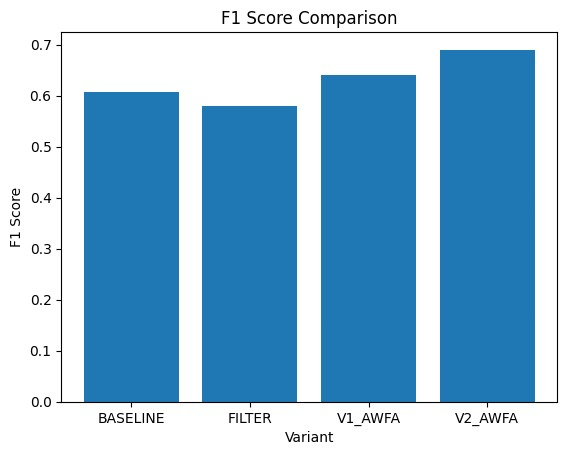 F1 Score Comparison
F1 Score
0.7
0.6
0.5
0.4
0.3
0.2
0.1
0.0
BASELINE FILTER V1_AWFA V2_AWFA
Variant